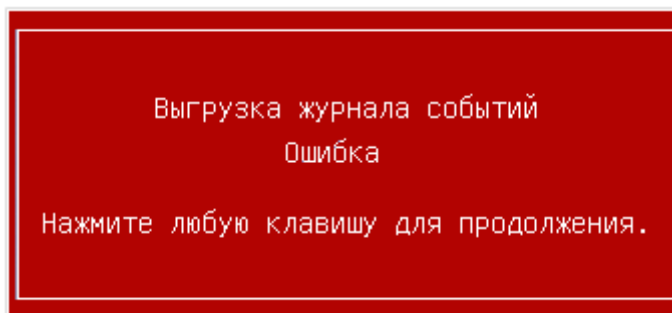 Выгрузка журнала событий
Ошибка
Нажмите любую клавишу для продолжения.